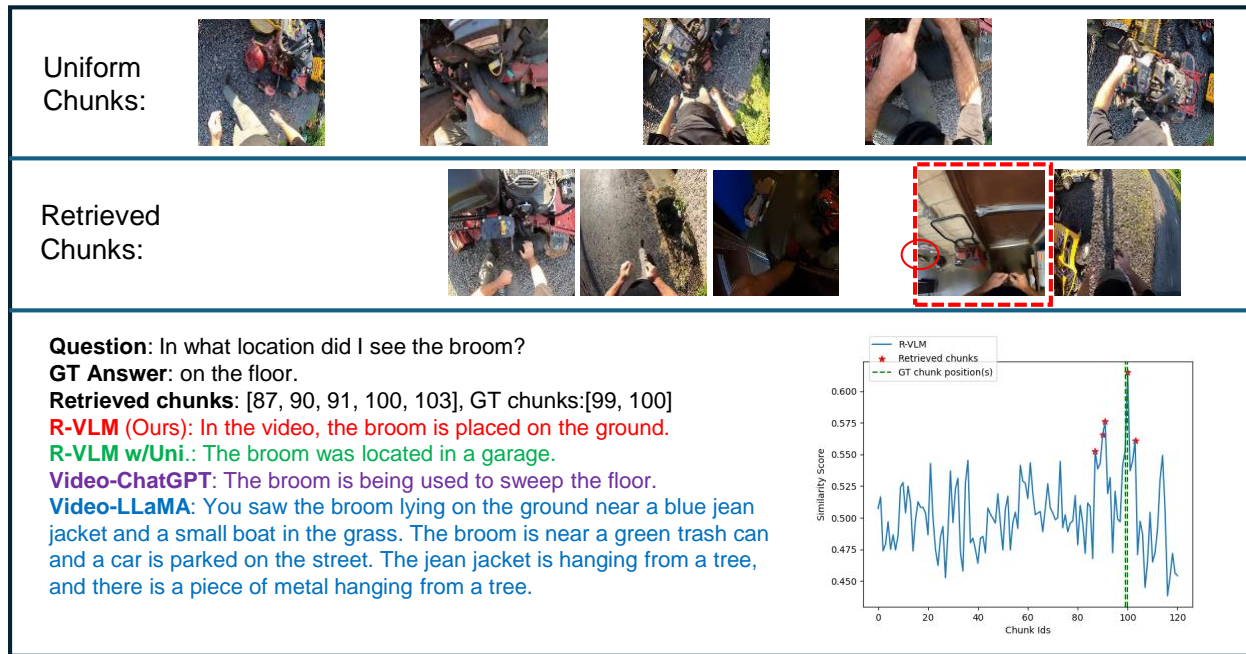 Uniform
Chunks:
Retrieved
Chunks:
Question: In what location did I see the broom?
GT Answer: on the floor.
Retrieved chunks: [87, 90, 91, 100, 103], GT chunks:[99, 100]
R-VLM (Ours): In the video, the broom is placed on the ground.
R-VLM w/Uni.: The broom was located in a garage.
Video-ChatGPT: The broom is being used to sweep the floor.
Video-LLaMA: You saw the broom lying on the ground near a blue jean
jacket and a small boat in the grass. The broom is near a green trash can
and a car is parked on the street. The jean jacket is hanging from a tree,
and there is a piece of metal hanging from a tree.
R-VLM
Retrieved chunks
GT chunk position(s)
Similarity Score
0.600
0.575
0.550
0.525
0.500
0.475
0.450
0 20 40 60 80 100 120
Chunk Ids